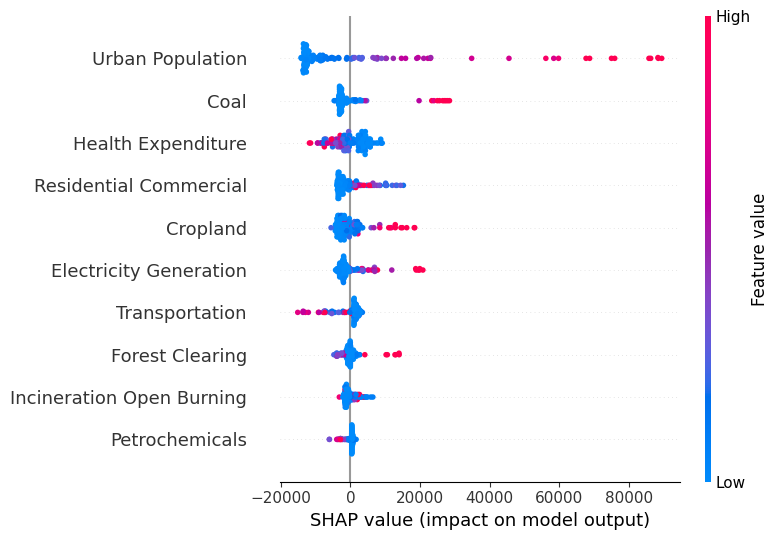 High
Urban Population
Coal
Health Expenditure
Residential Commercial
Cropland
Electricity Generation
Transportation
Forest Clearing
Incineration Open Burning
Petrochemicals
Feature value
Low
−20000 0 20000 40000 60000 80000
SHAP value (impact on model output)